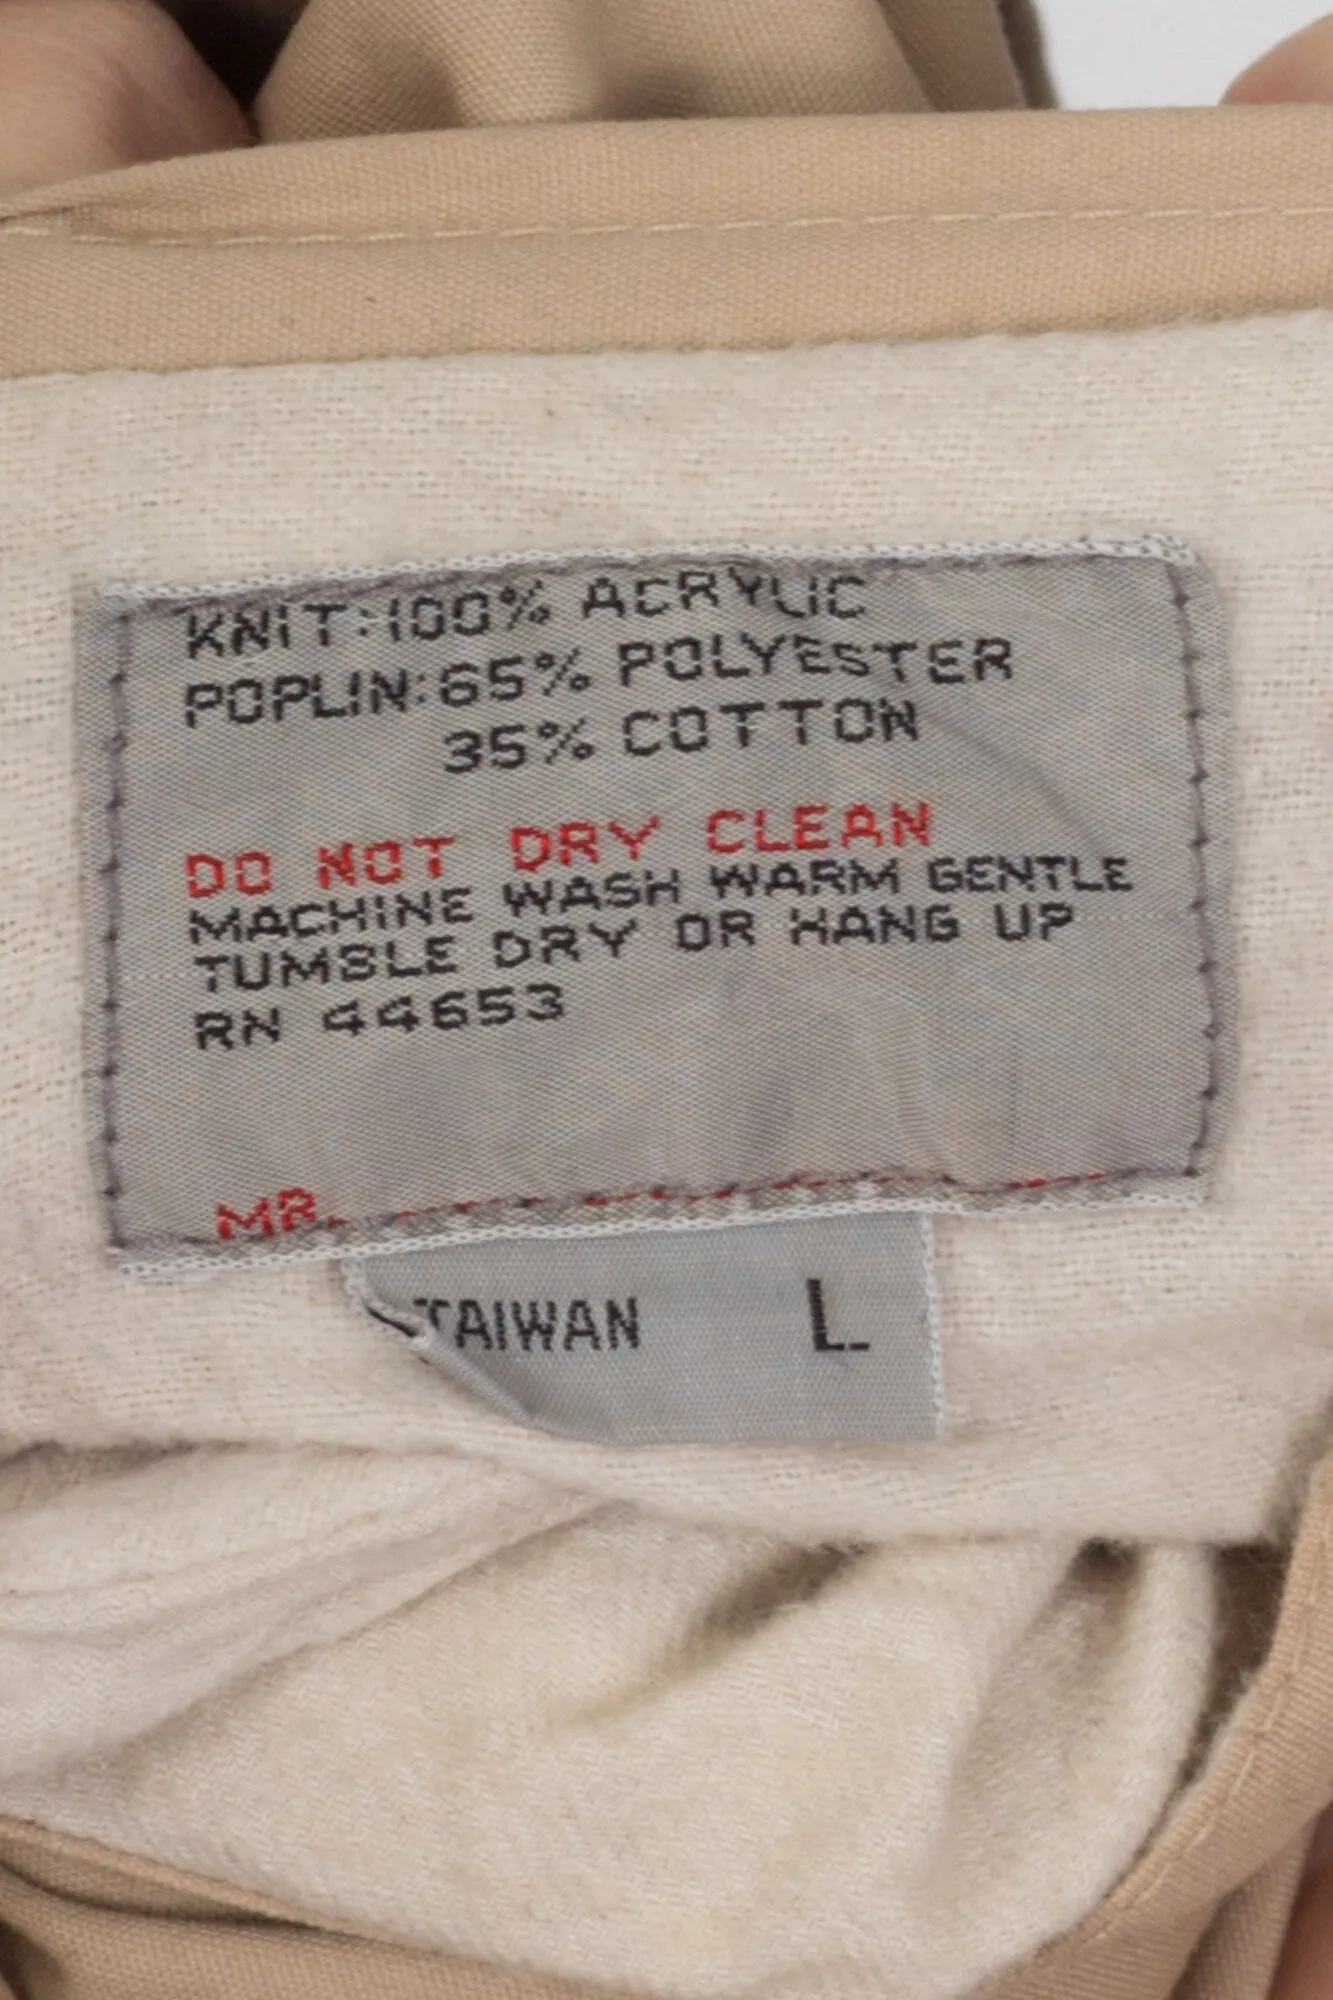 KNIT:100% ACRYLIC
POPLIN:65% POLYESTER
35% COTTON
DO NOT DRY CLEAN
MACHINE WASH WARM GENTLE
TUMBLE DRY OR HANG UP
RN 44653
MR.
TAIWAN L